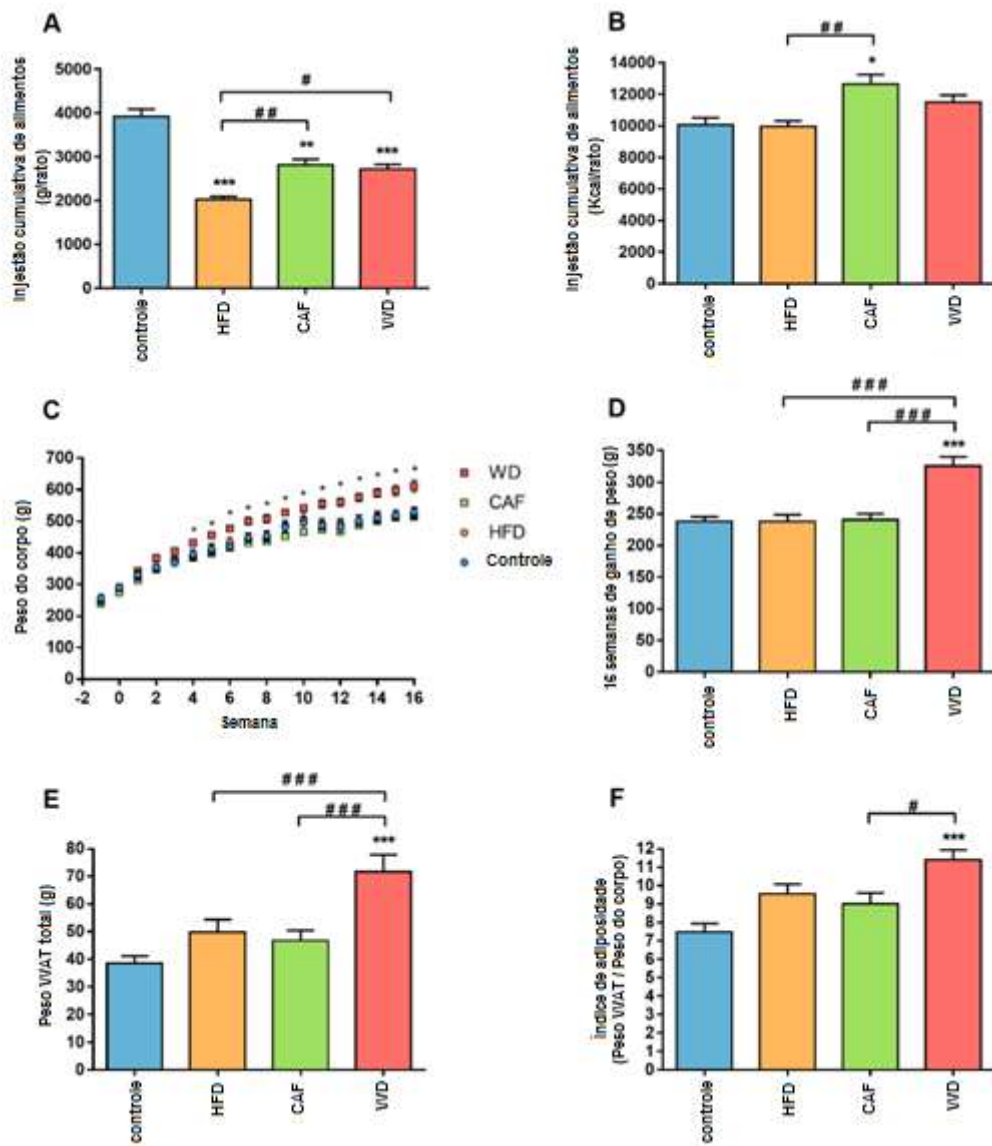 A
Injestão cumulativa de alimentos
(g/rato)
5000
4000
3000
2000
1000
0
#
##
***
**
***
controle
HFD
CAF
WD
B
Injestão cumulativa de alimentos
(Kcal/rato)
14000
12000
10000
8000
6000
4000
2000
0
##
*
controle
HFD
CAF
WD
C
Peso do corpo (g)
700
600
500
400
300
200
100
0
-2 0 2 4 6 8 10 12 14 16
Semana
WD
CAF
HFD
Controle
D
16 semanas de ganho de peso (g)
350
300
250
200
150
100
50
0
###
###
***
controle
HFD
CAF
WD
E
Peso WAT total (g)
80
70
60
50
40
30
20
10
0
###
###
***
controle
HFD
CAF
WD
F
Índice de adiposidade
(Peso WAT / Peso do corpo)
12
11
10
9
8
7
6
5
4
3
2
1
0
#
***
controle
HFD
CAF
WD